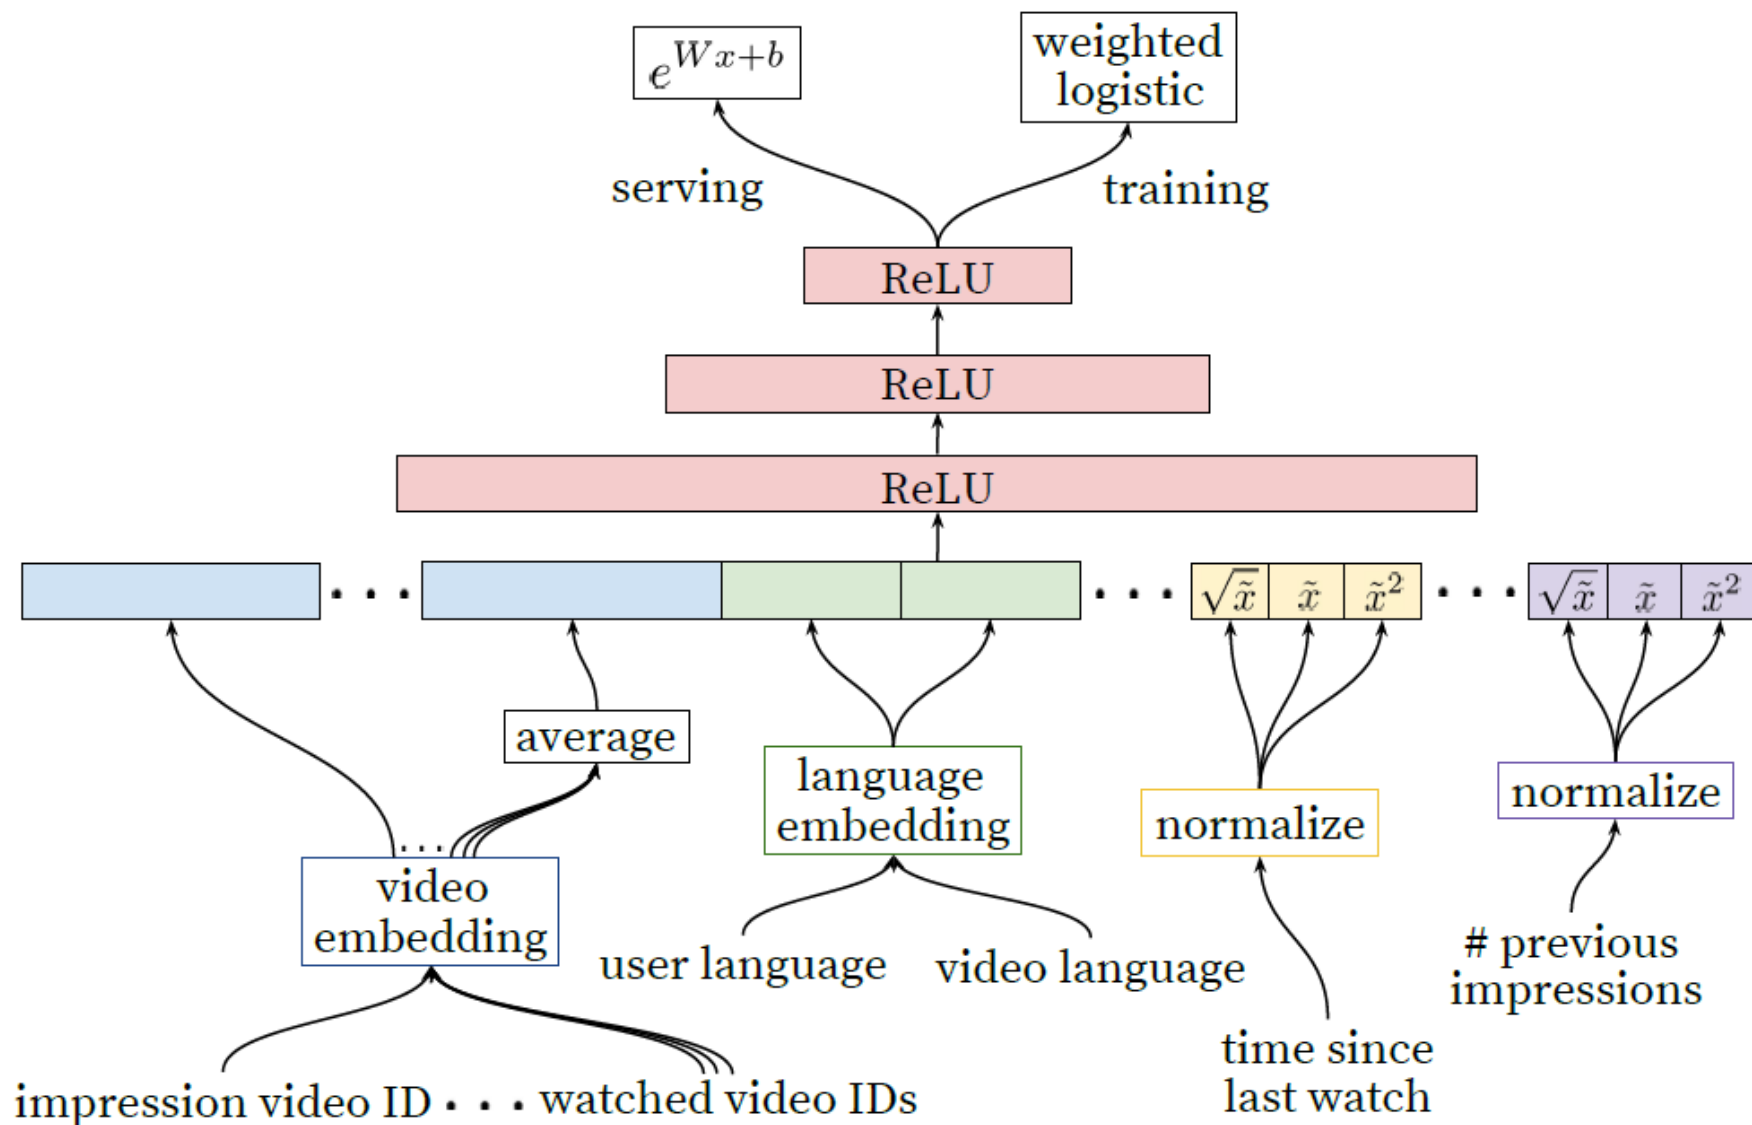 e^{Wx+b}
weighted
logistic
serving
training
ReLU
ReLU
ReLU
. . .
. . .
√x̃ x̃ x̃²
. . .
√x̃ x̃ x̃²
average
language
embedding
normalize
normalize
. . .
video
embedding
user language
video language
# previous
impressions
time since
last watch
impression video ID . . . watched video IDs